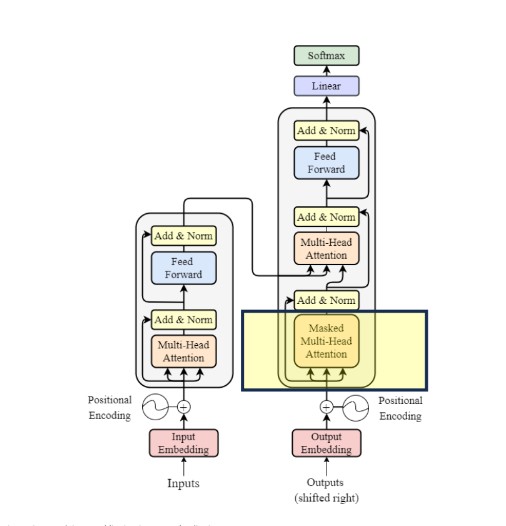 Softmax
Linear
Add & Norm
Feed
Forward
Add & Norm
Multi-Head
Attention
Add & Norm
Masked
Multi-Head
Attention
Positional
Encoding
Output
Embedding
Outputs
(shifted right)
Add & Norm
Feed
Forward
Add & Norm
Multi-Head
Attention
Positional
Encoding
Input
Embedding
Inputs